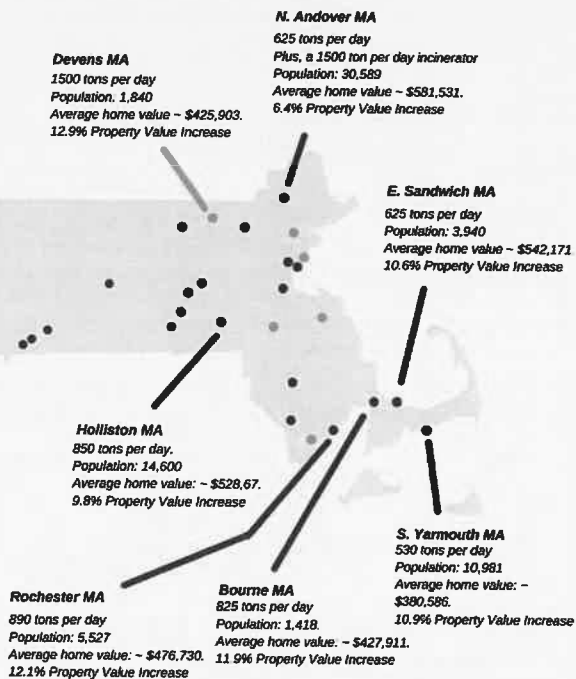 N. Andover MA
625 tons per day
Plus, a 1500 ton per day incinerator
Population: 30,589
Average home value ~ $581,531.
6.4% Property Value Increase
Devens MA
1500 tons per day
Population. 1,840
Average home value ~ $425,903.
12.9% Property Value Increase
E. Sandwich MA
625 tons per day
Population: 3,940
Average home value ~ $542,171
10.6% Property Value Increase
Holliston MA
850 tons per day.
Population: 14,600
Average home value: ~ $528,67.
9.8% Property Value Increase
S. Yarmouth MA
530 tons per day
Population: 10,981
Average home value: ~
$380,586.
10.9% Property Value Increase
Rochester MA
890 tons per day
Population: 5,527
Average home value: ~ $476,730.
12.1% Property Value Increase
Bourne MA
825 tons per day
Population: 1,418.
Average home value: ~ $427,911.
11.9% Property Value Increase